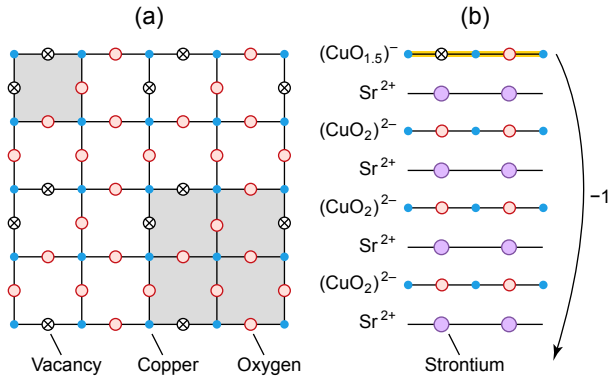 (a)
(b)
(CuO₁.₅)⁻
Sr²⁺
(CuO₂)²⁻
Sr²⁺
(CuO₂)²⁻
Sr²⁺
(CuO₂)²⁻
Sr²⁺
−1
Vacancy
Copper
Oxygen
Strontium